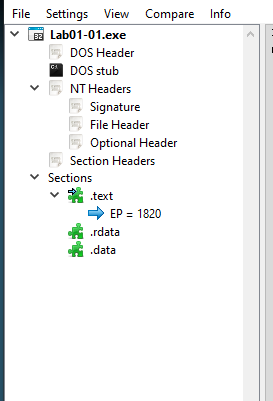 File Settings View Compare Info
Lab01-01.exe
DOS Header
DOS stub
NT Headers
Signature
File Header
Optional Header
Section Headers
Sections
.text
EP = 1820
.rdata
.data